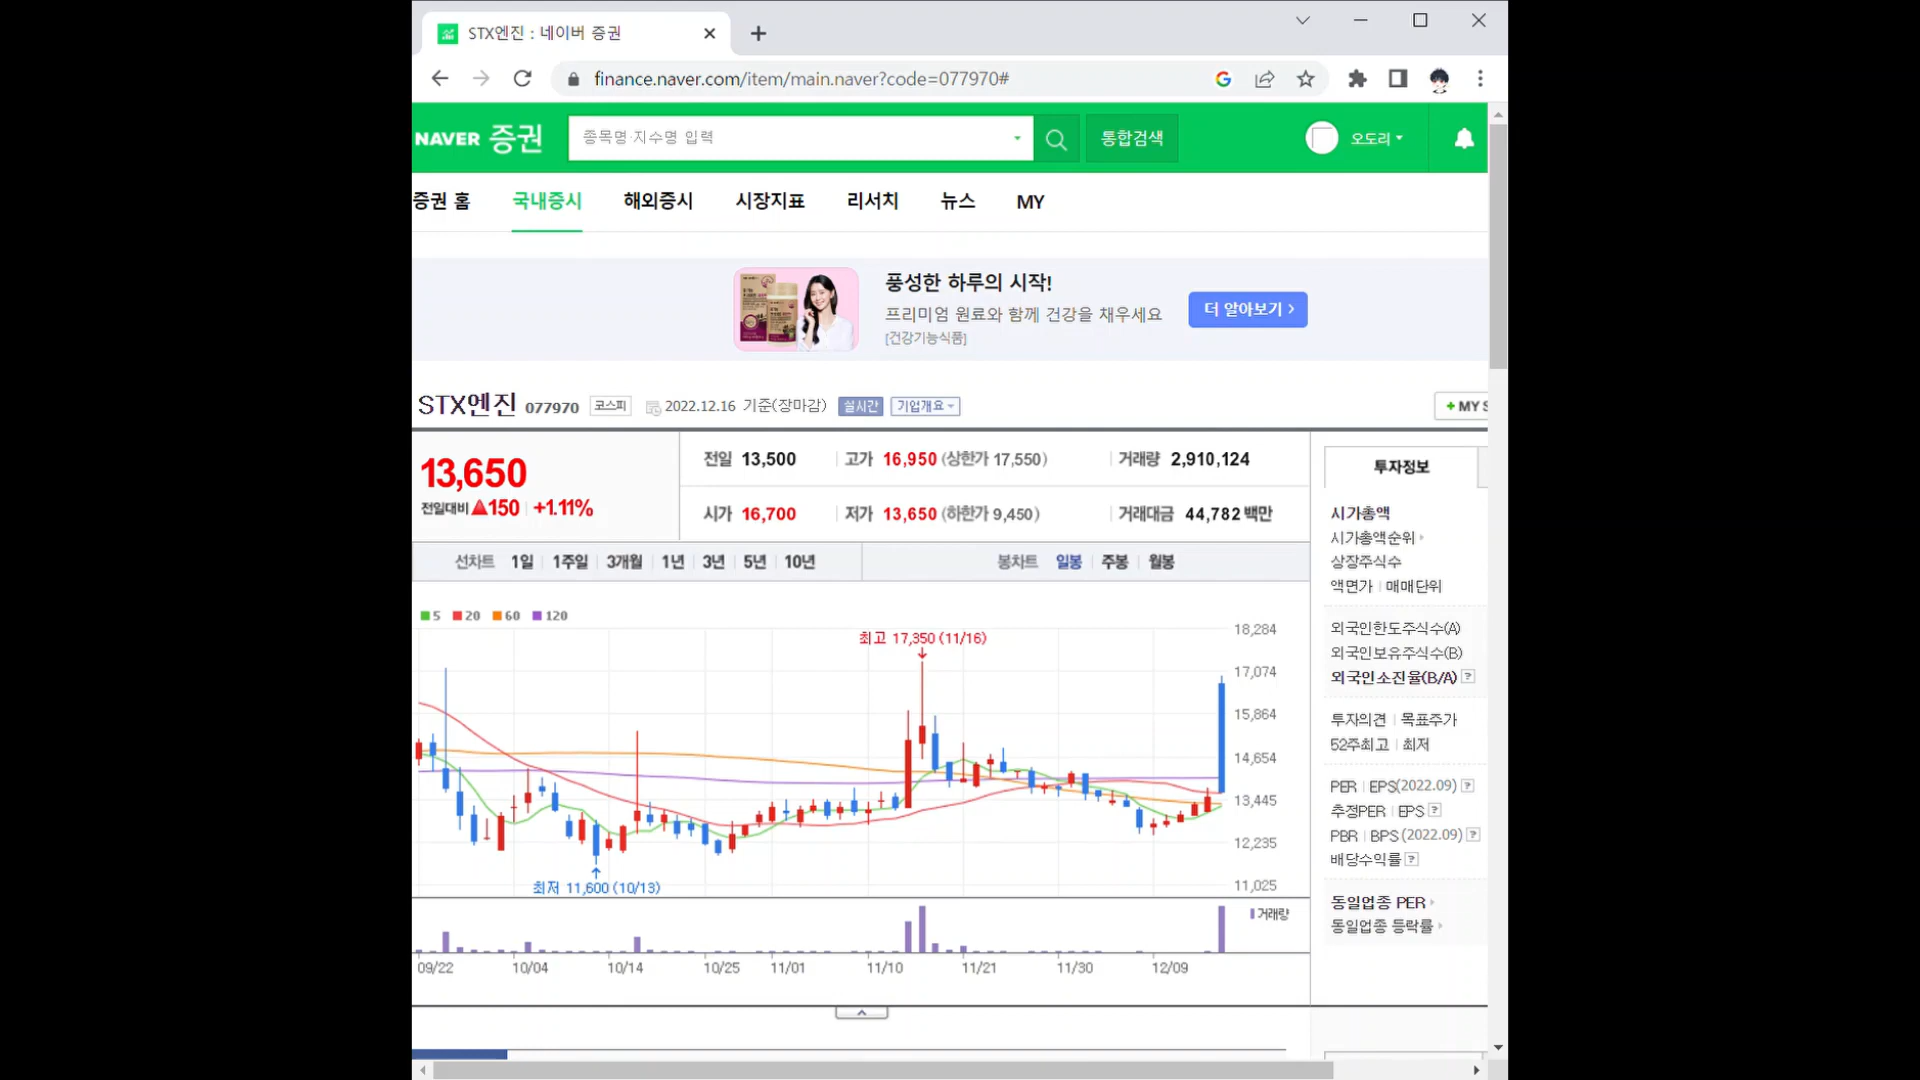 STX엔진 : 네이버 증권
finance.naver.com/item/main.naver?code=077970#
NAVER 증권
종목명·지수명 입력
통합검색
오도리
증권 홈 국내증시 해외증시 시장지표 리서치 뉴스 MY
풍성한 하루의 시작!
프리미엄 원료와 함께 건강을 채우세요
[건강기능식품]
더 알아보기
STX엔진 077970 코스피 2022.12.16 기준(장마감) 실시간 기업개요
+ MY S
13,650
전일대비 ▲150 +1.11%
전일 13,500 고가 16,950 (상한가 17,550) 거래량 2,910,124
시가 16,700 저가 13,650 (하한가 9,450) 거래대금 44,782 백만
선차트 1일 1주일 3개월 1년 3년 5년 10년 봉차트 일봉 주봉 월봉
5 20 60 120
최고 17,350 (11/16)
최저 11,600 (10/13)
18,284
17,074
15,864
14,654
13,445
12,235
11,025
거래량
09/22 10/04 10/14 10/25 11/01 11/10 11/21 11/30 12/09
투자정보
시가총액
시가총액순위
상장주식수
액면가 매매단위
외국인한도주식수(A)
외국인보유주식수(B)
외국인소진율(B/A) ?
투자의견 목표주가
52주최고 최저
PER EPS(2022.09) ?
추정PER EPS ?
PBR BPS (2022.09) ?
배당수익률 ?
동일업종 PER
동일업종 등락률